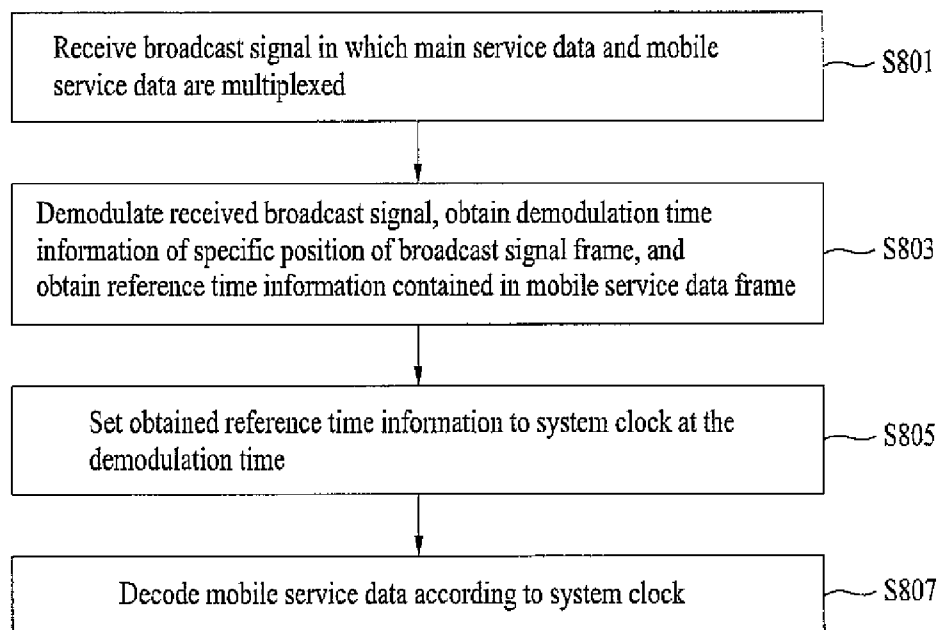 Receive broadcast signal in which main service data and mobile
service data are multiplexed
S801
Demodulate received broadcast signal, obtain demodulation time
information of specific position of broadcast signal frame, and
obtain reference time information contained in mobile service data frame
S803
Set obtained reference time information to system clock at the
demodulation time
S805
Decode mobile service data according to system clock
S807